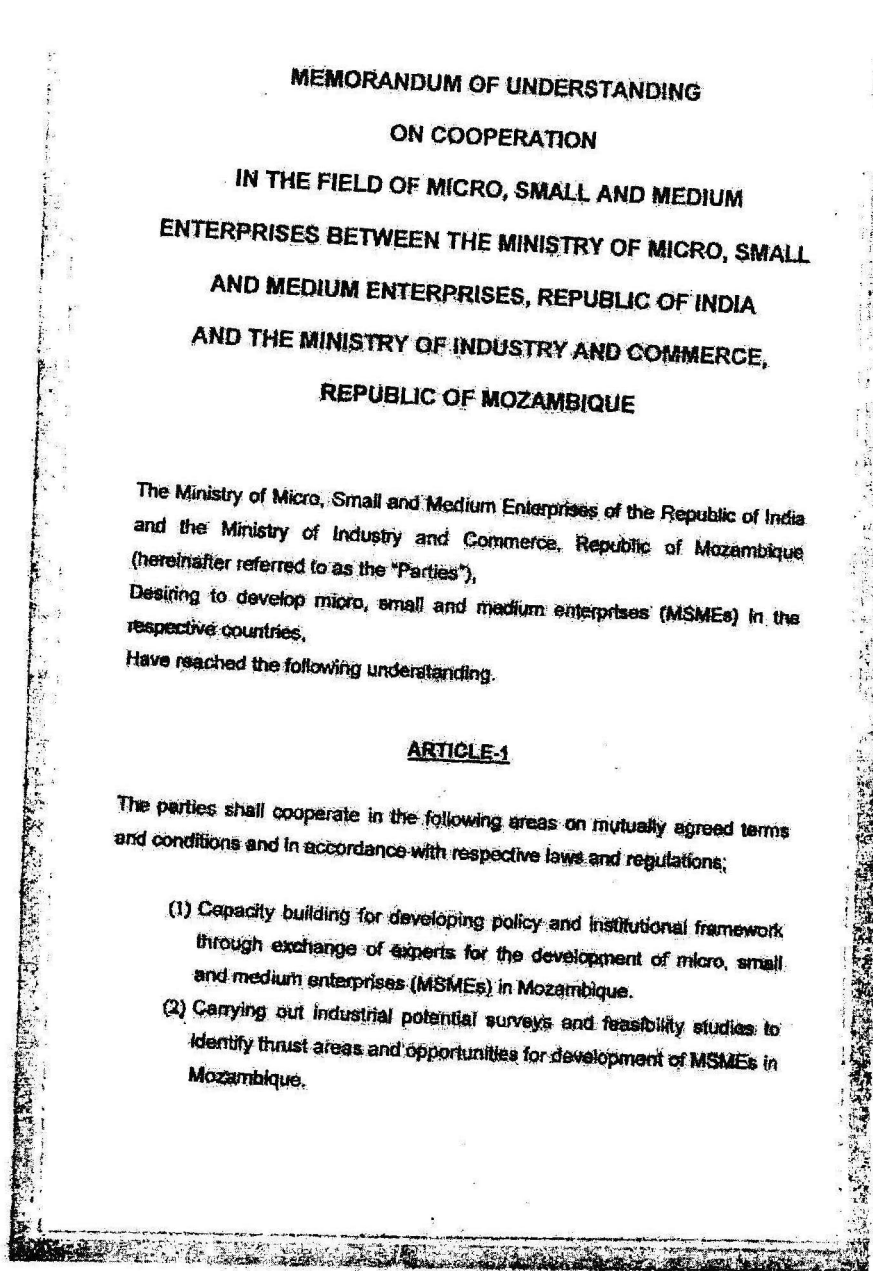 MEMORANDUM OF UNDERSTANDING
ON COOPERATION
IN THE FIELD OF MICRO, SMALL AND MEDIUM
ENTERPRISES BETWEEN THE MINISTRY OF MICRO, SMALL
AND MEDIUM ENTERPRISES, REPUBLIC OF INDIA
AND THE MINISTRY OF INDUSTRY AND COMMERCE,
REPUBLIC OF MOZAMBIQUE
The Ministry of Micro, Small and Medium Enterprises of the Republic of India
and the Ministry of Industry and Commerce, Republic of Mozambique
(hereinafter referred to as the "Parties"),
Desiring to develop micro, small and medium enterprises (MSMEs) in the
respective countries,
Have reached the following understanding.
ARTICLE-1
The parties shall cooperate in the following areas on mutually agreed terms
and conditions and in accordance with respective laws and regulations;
(1) Capacity building for developing policy and institutional framework
through exchange of experts for the development of micro, small
and medium enterprises (MSMEs) in Mozambique.
(2) Carrying out industrial potential surveys and feasibility studies to
identify thrust areas and opportunities for development of MSMEs in
Mozambique.